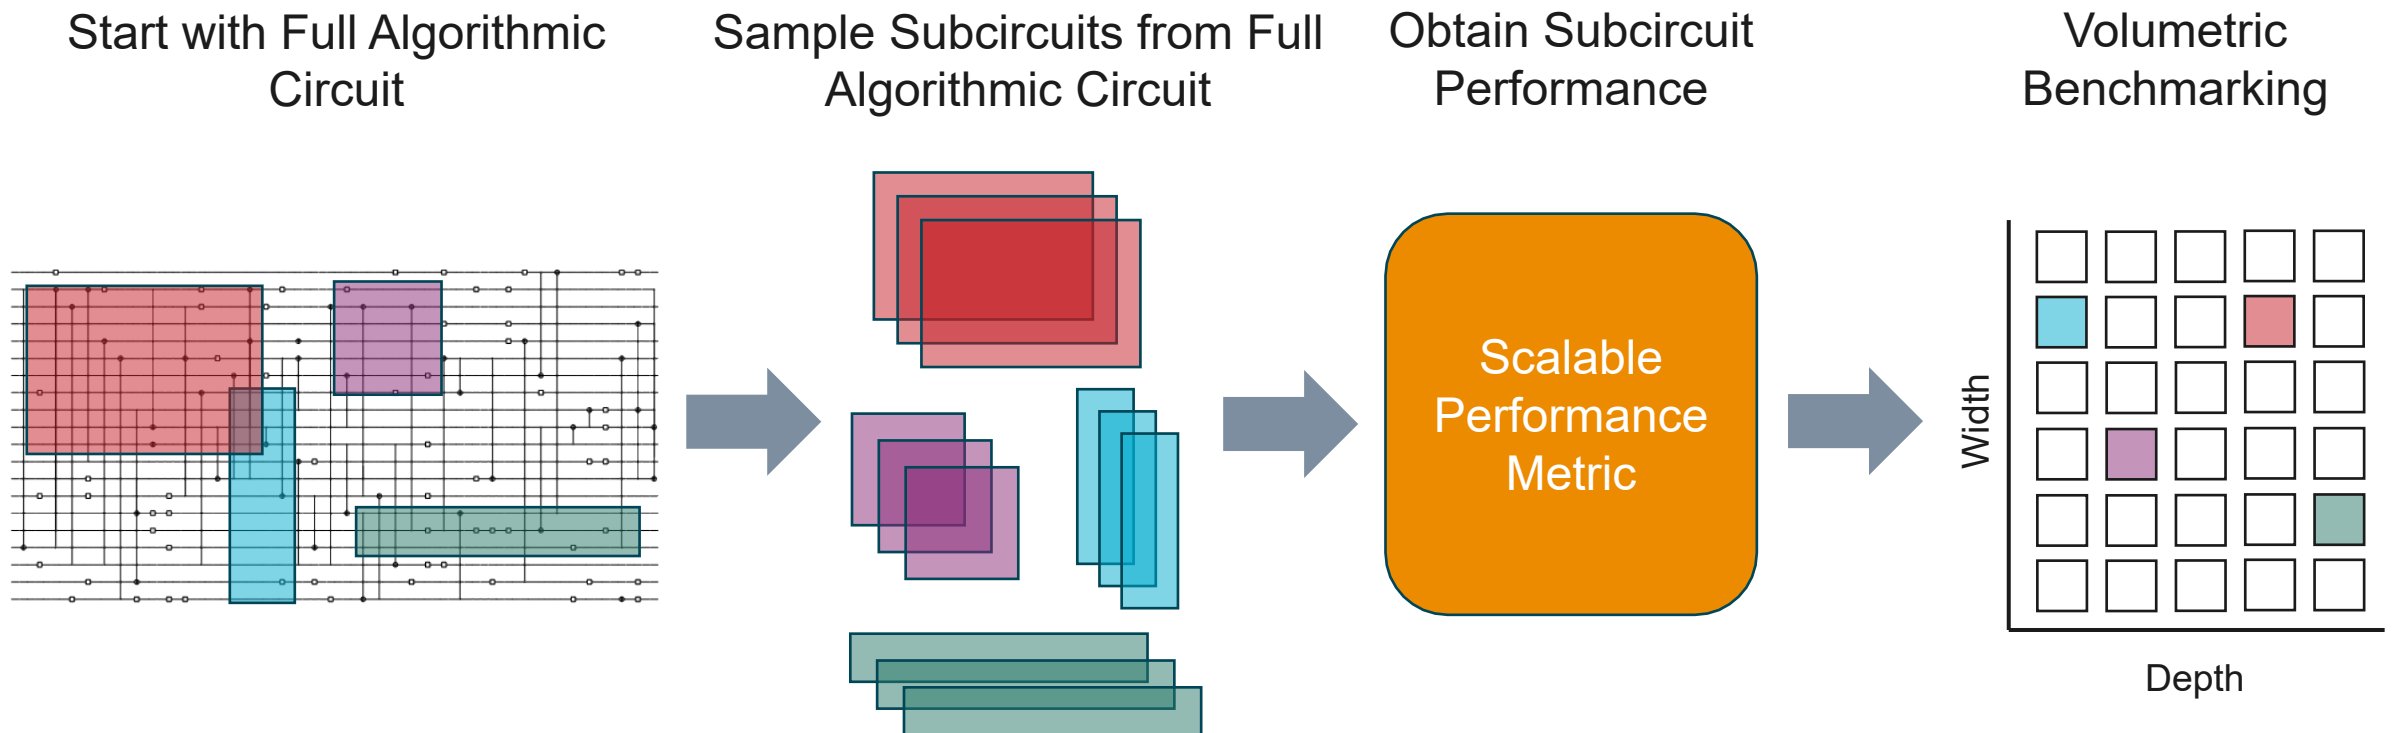 Start with Full Algorithmic
Circuit
Sample Subcircuits from Full
Algorithmic Circuit
Obtain Subcircuit
Performance
Volumetric
Benchmarking
Scalable
Performance
Metric
Width
Depth